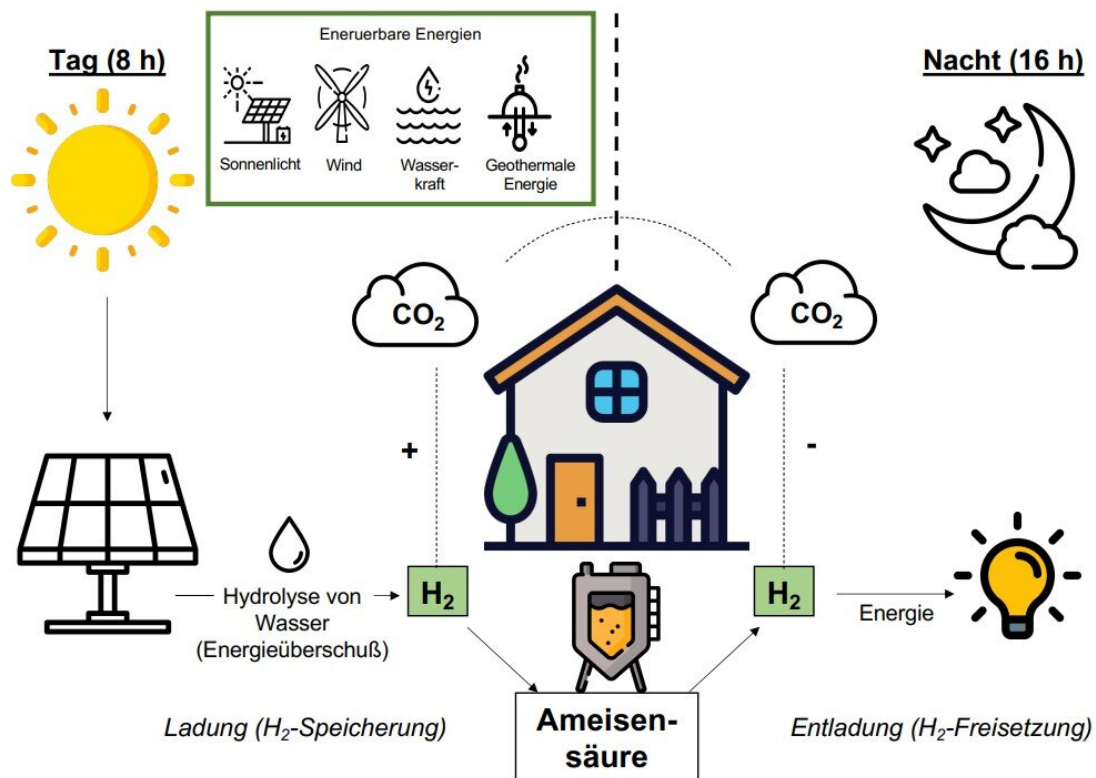 Eneruerbare Energien
Tag (8 h)
Nacht (16 h)
Sonnenlicht
Wind
Wasser-
kraft
Geothermale
Energie
CO₂
CO₂
+
-
Hydrolyse von
Wasser
(Energieüberschuß)
H₂
H₂
Energie
Ladung (H₂-Speicherung)
Ameisen-
säure
Entladung (H₂-Freisetzung)